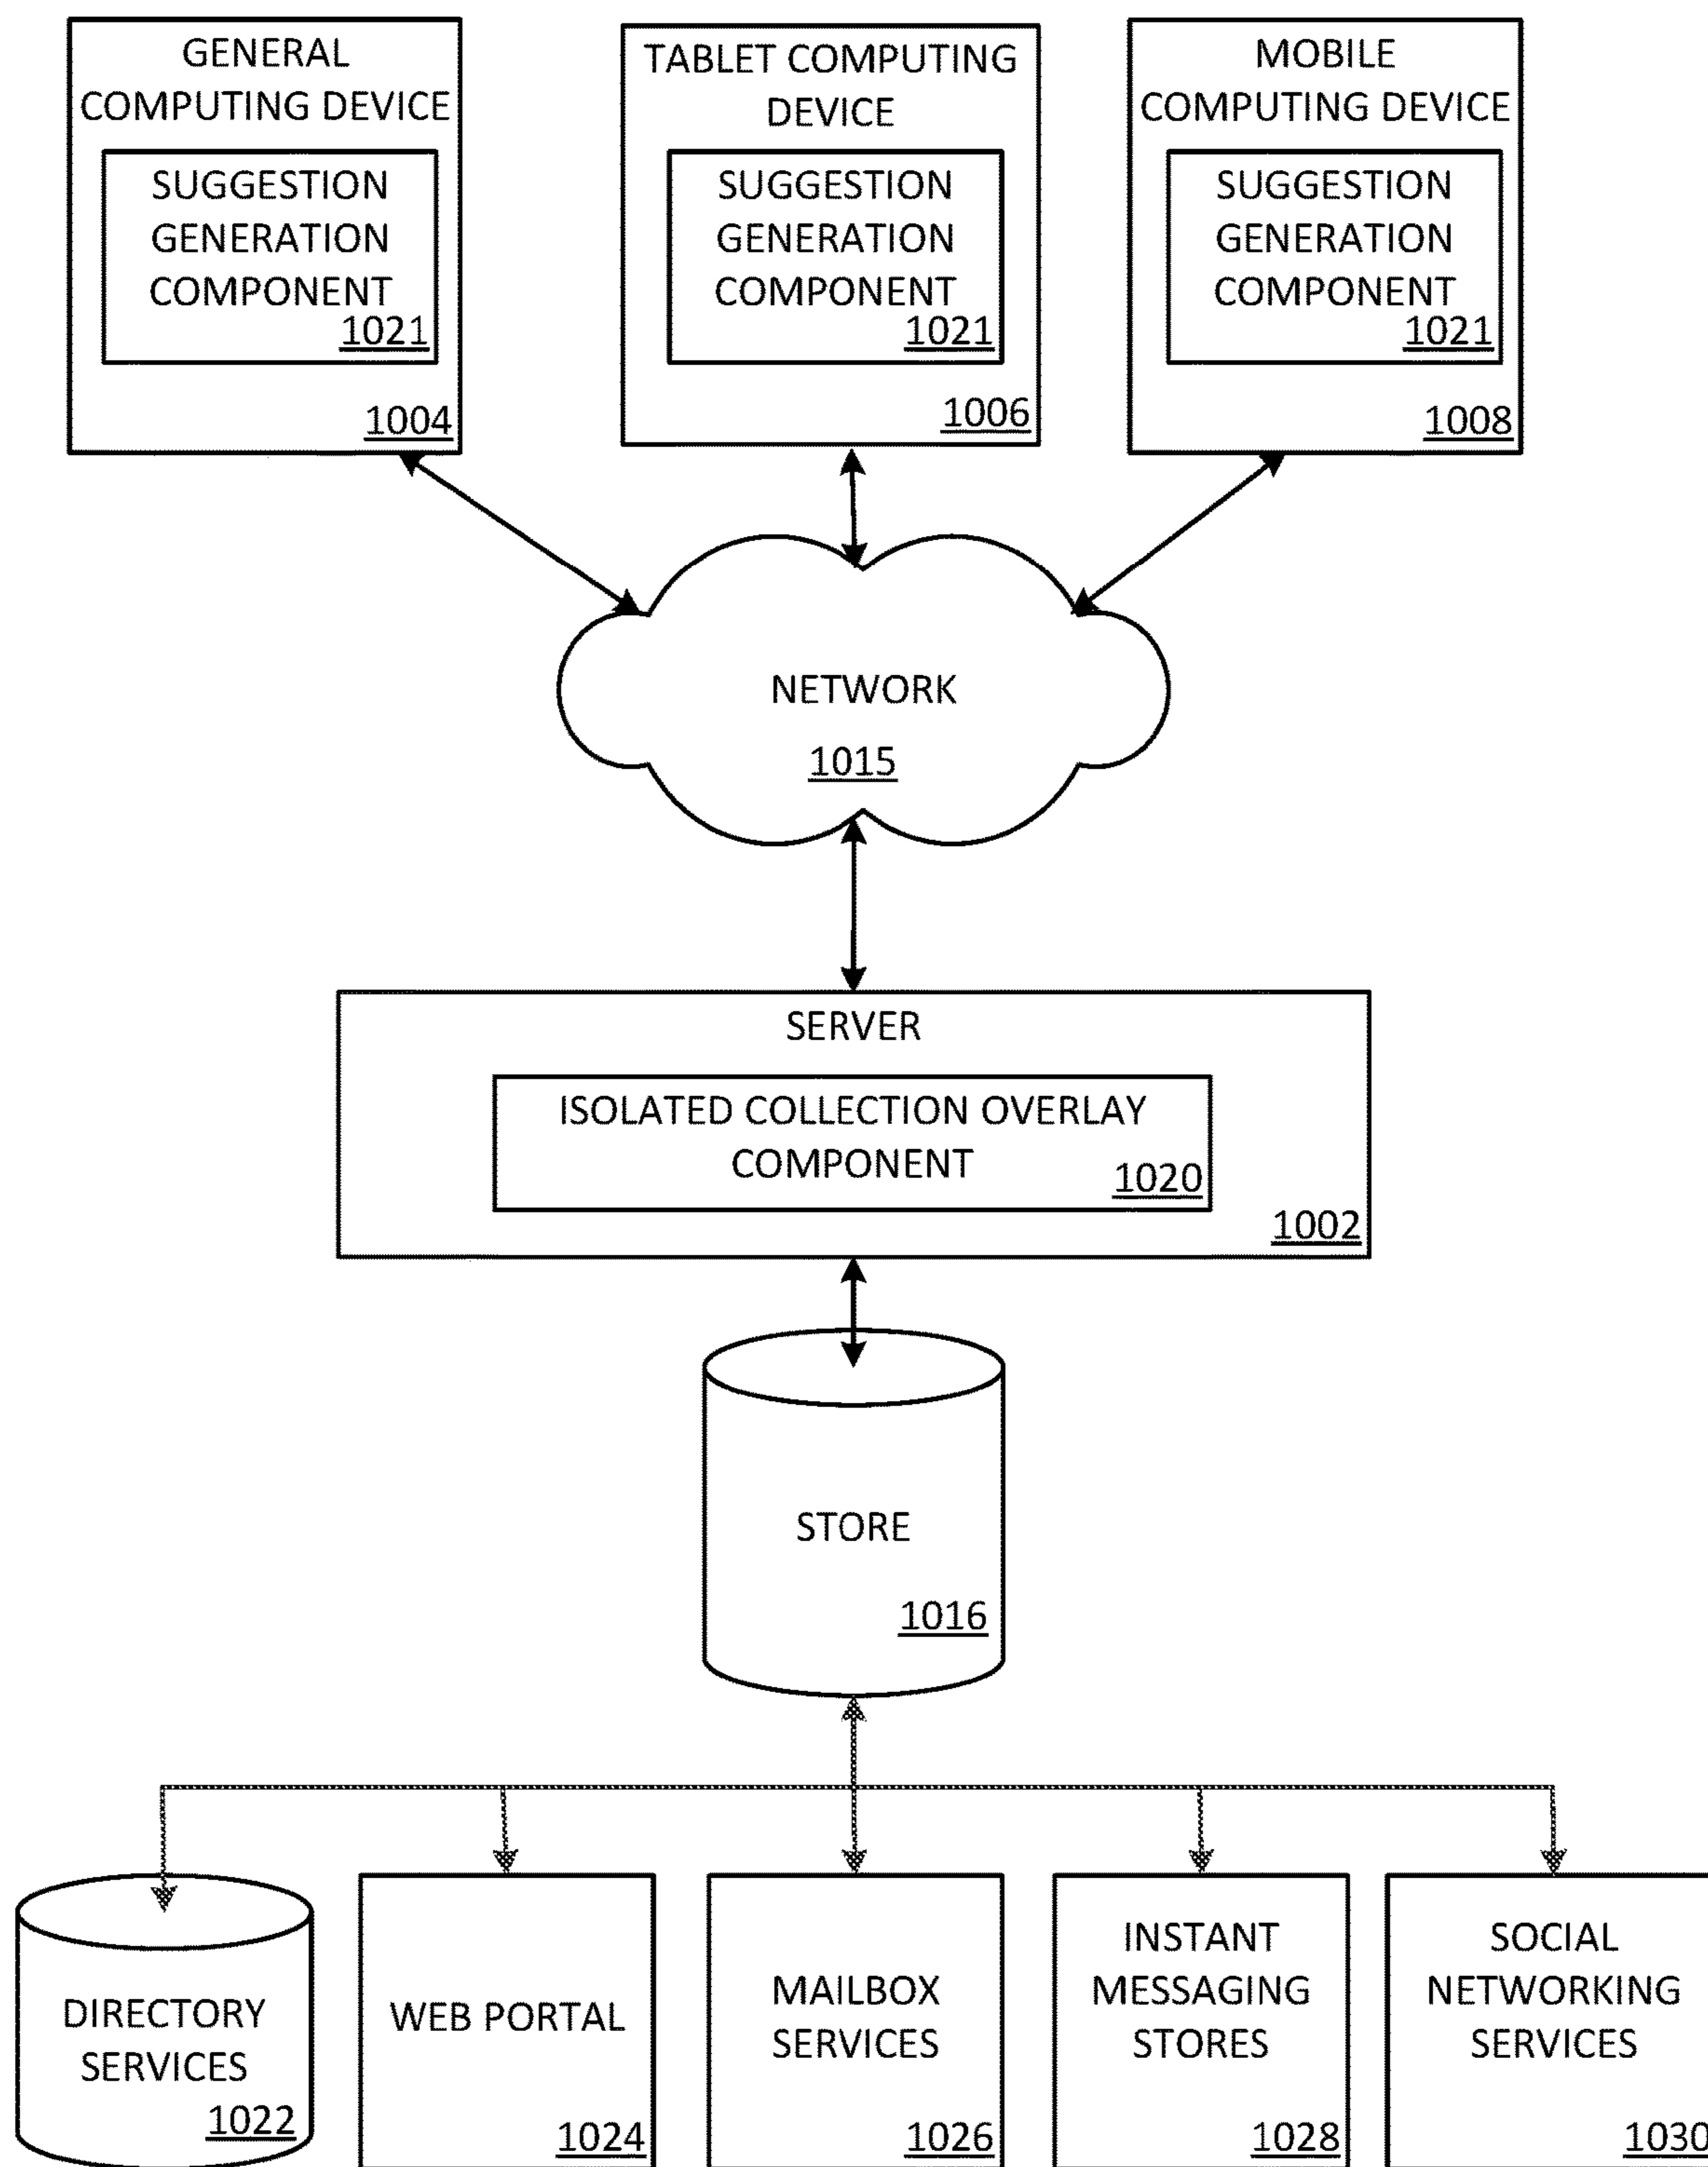 GENERAL
COMPUTING DEVICE
SUGGESTION
GENERATION
COMPONENT
1021
1004
TABLET COMPUTING
DEVICE
SUGGESTION
GENERATION
COMPONENT
1021
1006
MOBILE
COMPUTING DEVICE
SUGGESTION
GENERATION
COMPONENT
1021
1008
NETWORK
1015
SERVER
ISOLATED COLLECTION OVERLAY
COMPONENT
1020
1002
STORE
1016
DIRECTORY
SERVICES
1022
WEB PORTAL
1024
MAILBOX
SERVICES
1026
INSTANT
MESSAGING
STORES
1028
SOCIAL
NETWORKING
SERVICES
1030